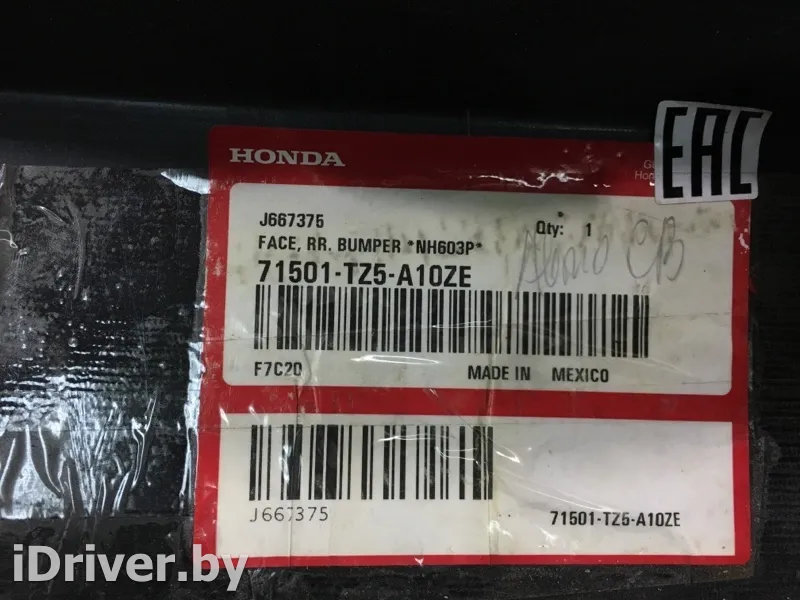 HONDA
EAC
J667375
Qty: 1
FACE, RR. BUMPER *NH603P*
71501-TZ5-A10ZE
F7C20
MADE IN MEXICO
J667375
71501-TZ5-A10ZE
iDriver.by